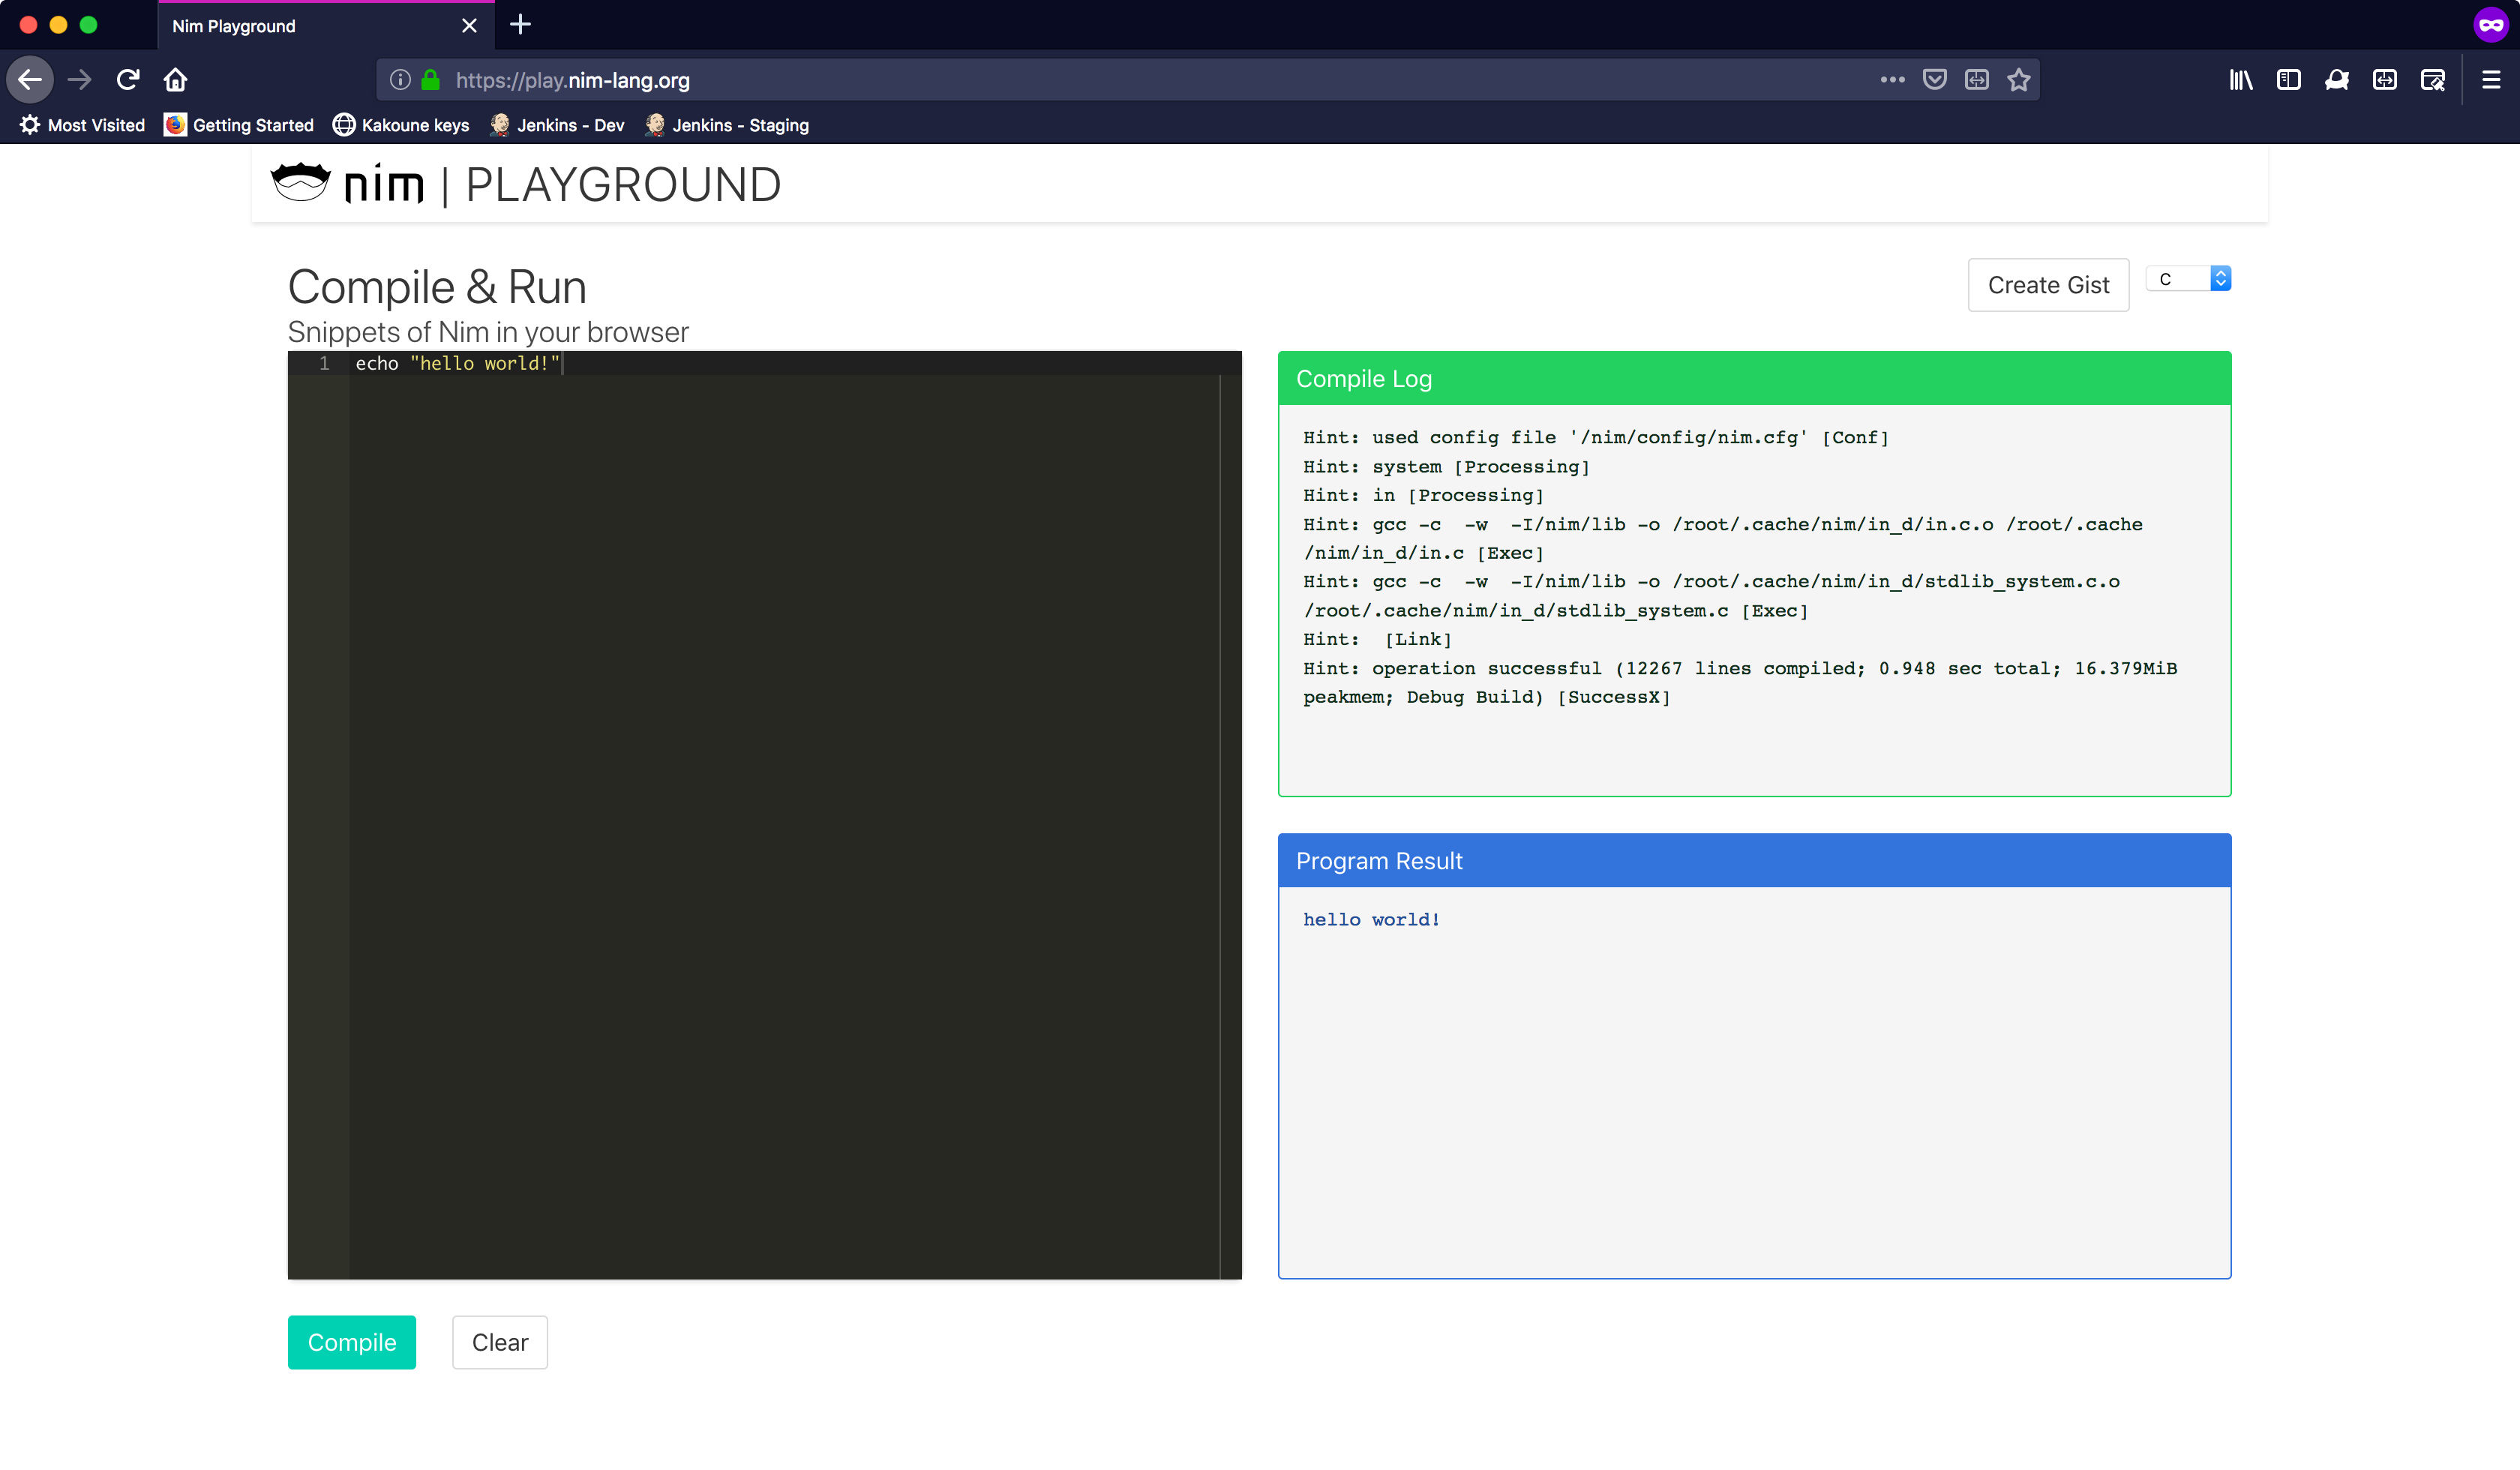 Nim Playground
https://play.nim-lang.org
Most Visited
Getting Started
Kakoune keys
Jenkins - Dev
Jenkins - Staging
nim | PLAYGROUND
Compile & Run
Snippets of Nim in your browser
Create Gist
C
1 echo "hello world!"
Compile Log
Hint: used config file '/nim/config/nim.cfg' [Conf]
Hint: system [Processing]
Hint: in [Processing]
Hint: gcc -c  -w  -I/nim/lib -o /root/.cache/nim/in_d/in.c.o /root/.cache
/nim/in_d/in.c [Exec]
Hint: gcc -c  -w  -I/nim/lib -o /root/.cache/nim/in_d/stdlib_system.c.o
/root/.cache/nim/in_d/stdlib_system.c [Exec]
Hint:  [Link]
Hint: operation successful (12267 lines compiled; 0.948 sec total; 16.379MiB
peakmem; Debug Build) [SuccessX]
Program Result
hello world!
Compile
Clear